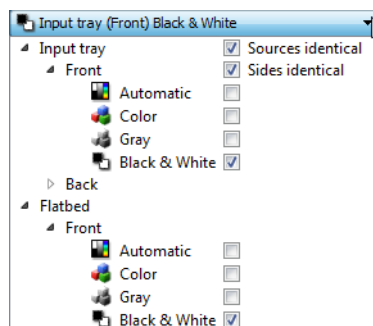 Input tray (Front) Black & White
Input tray Sources identical
Front Sides identical
Automatic
Color
Gray
Black & White
Back
Flatbed
Front
Automatic
Color
Gray
Black & White